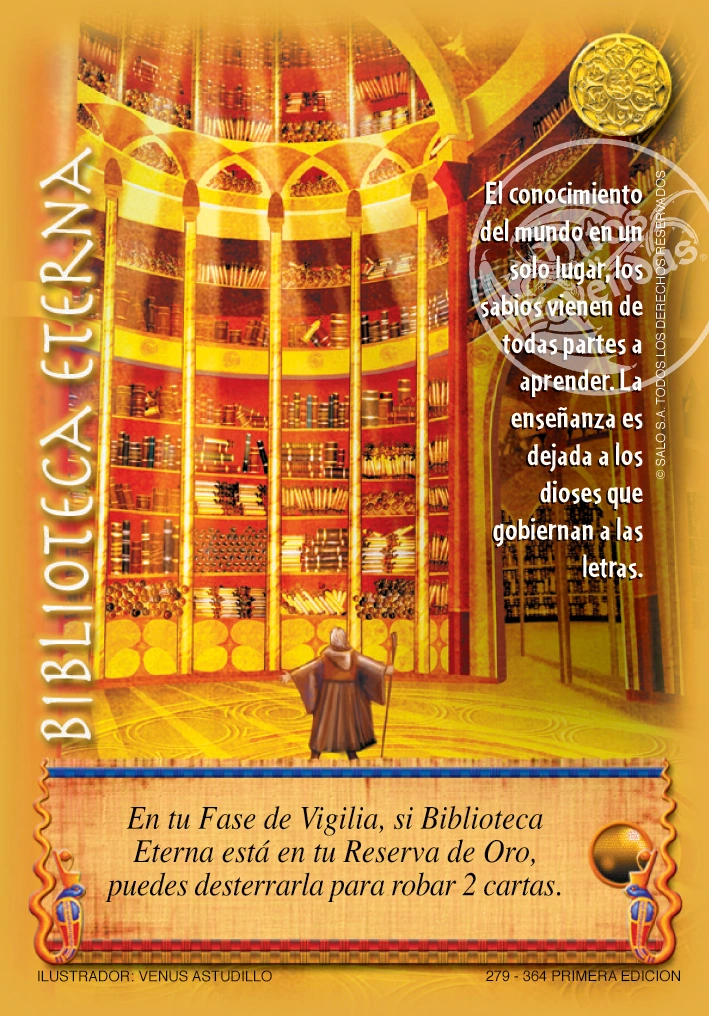 BIBLIOTECA ETERNA
El conocimiento
del mundo en un
solo lugar, los
sabios vienen de
todas partes a
aprender. La
enseñanza es
dejada a los
dioses que
gobiernan a las
letras.
© SALO S.A. TODOS LOS DERECHOS RESERVADOS
En tu Fase de Vigilia, si Biblioteca
Eterna está en tu Reserva de Oro,
puedes desterrarla para robar 2 cartas.
ILUSTRADOR: VENUS ASTUDILLO
279 - 364 PRIMERA EDICION